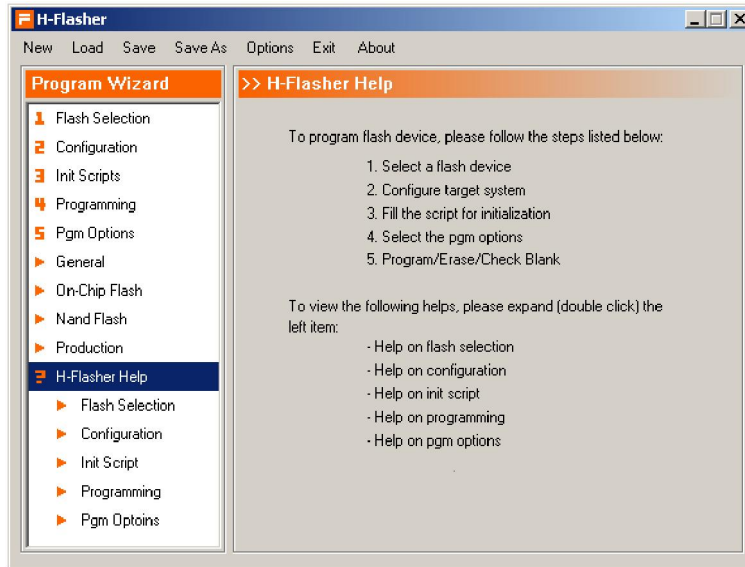 H-Flasher
New Load Save Save As Options Exit About
Program Wizard
1 Flash Selection
2 Configuration
3 Init Scripts
4 Programming
5 Pgm Options
General
On-Chip Flash
Nand Flash
Production
? H-Flasher Help
Flash Selection
Configuration
Init Script
Programming
Pgm Optoins
>> H-Flasher Help
To program flash device, please follow the steps listed below:
1. Select a flash device
2. Configure target system
3. Fill the script for initialization
4. Select the pgm options
5. Program/Erase/Check Blank
To view the following helps, please expand (double click) the
left item:
- Help on flash selection
- Help on configuration
- Help on init script
- Help on programming
- Help on pgm options